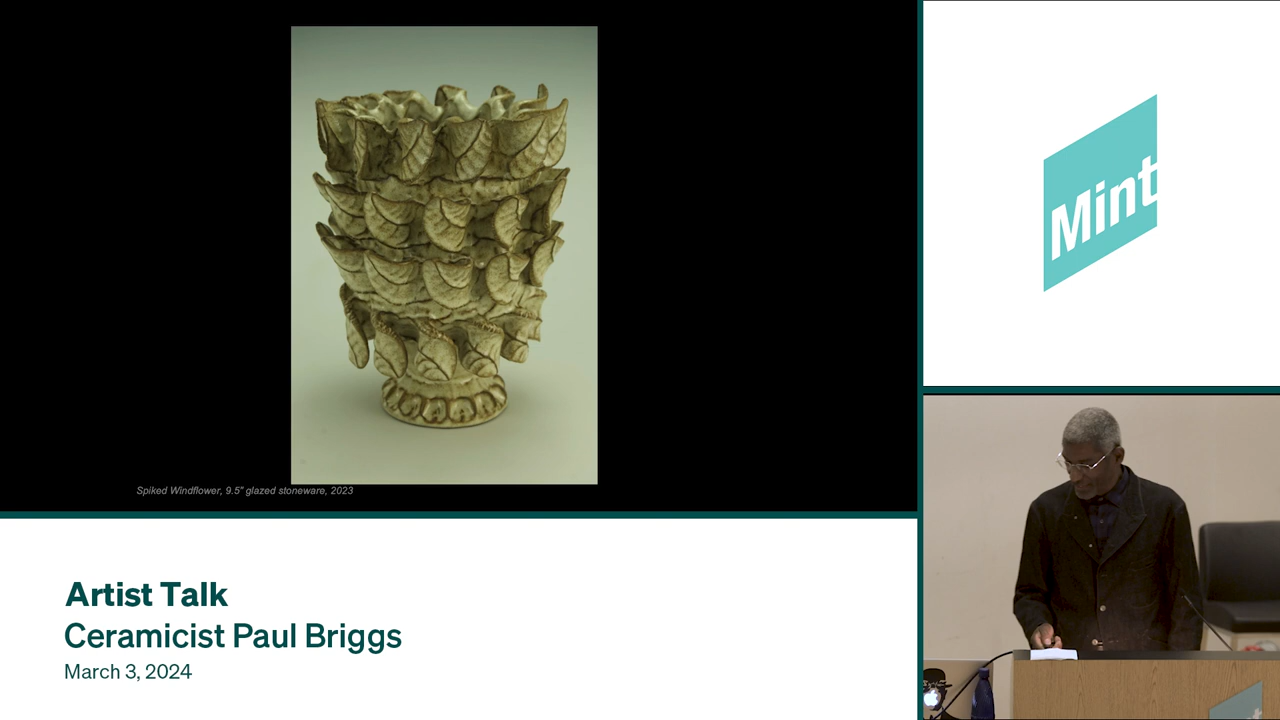 Spiked Windflower, 9.5" glazed stoneware, 2023
Artist Talk
Ceramicist Paul Briggs
March 3, 2024
Mint